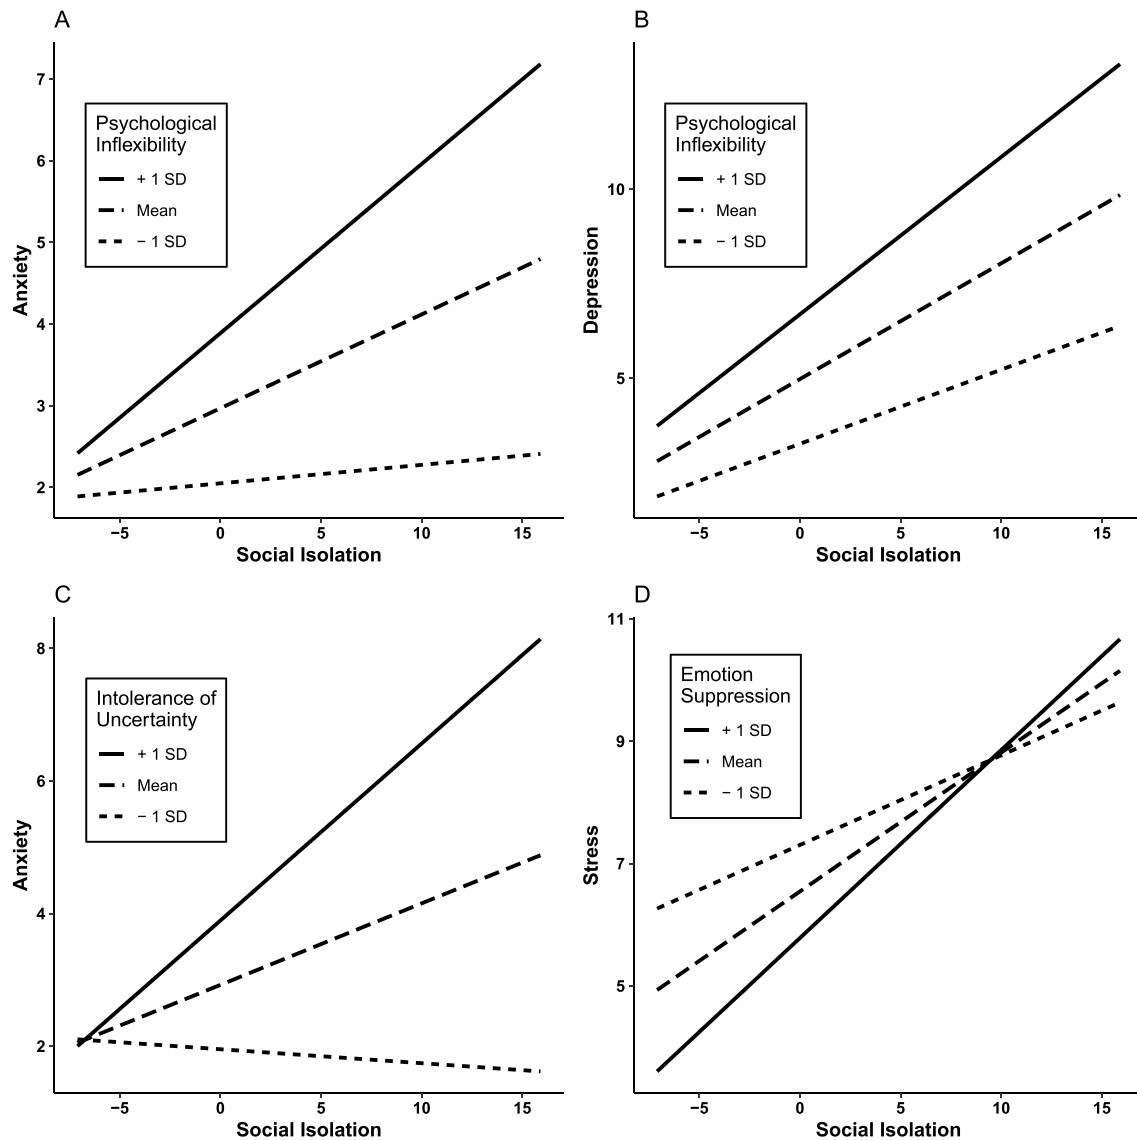 A
Anxiety
7
6
5
4
3
2
Psychological
Inflexibility
+ 1 SD
Mean
− 1 SD
−5
0
5
10
15
Social Isolation
B
Depression
10
5
Psychological
Inflexibility
+ 1 SD
Mean
− 1 SD
−5
0
5
10
15
Social Isolation
C
Anxiety
8
6
4
2
Intolerance of
Uncertainty
+ 1 SD
Mean
− 1 SD
−5
0
5
10
15
Social Isolation
D
Stress
11
9
7
5
Emotion
Suppression
+ 1 SD
Mean
− 1 SD
−5
0
5
10
15
Social Isolation